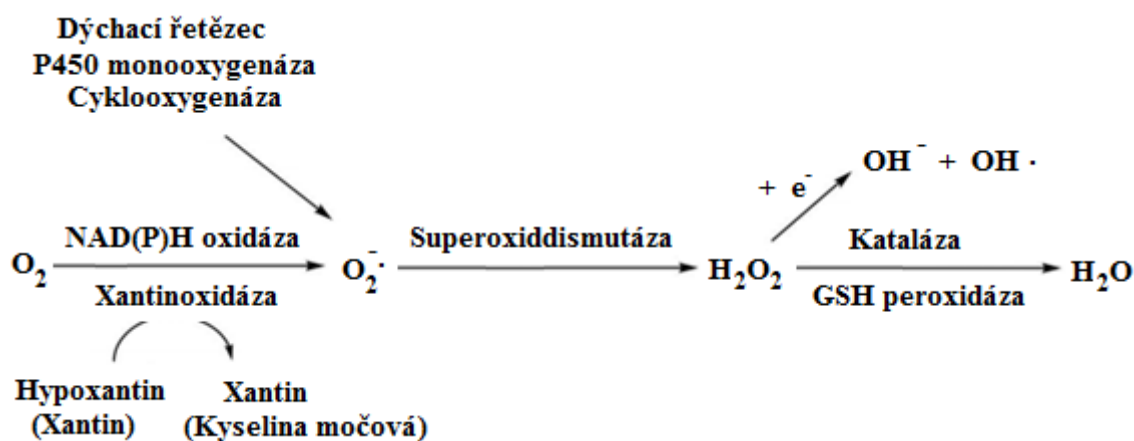 Dýchací řetězec
P450 monooxygenáza
Cyklooxygenáza
OH⁻ + OH ·
+ e⁻
NAD(P)H oxidáza
Superoxiddismutáza
Kataláza
O₂
O₂⁻·
H₂O₂
H₂O
Xantinoxidáza
GSH peroxidáza
Hypoxantin
(Xantin)
Xantin
(Kyselina močová)